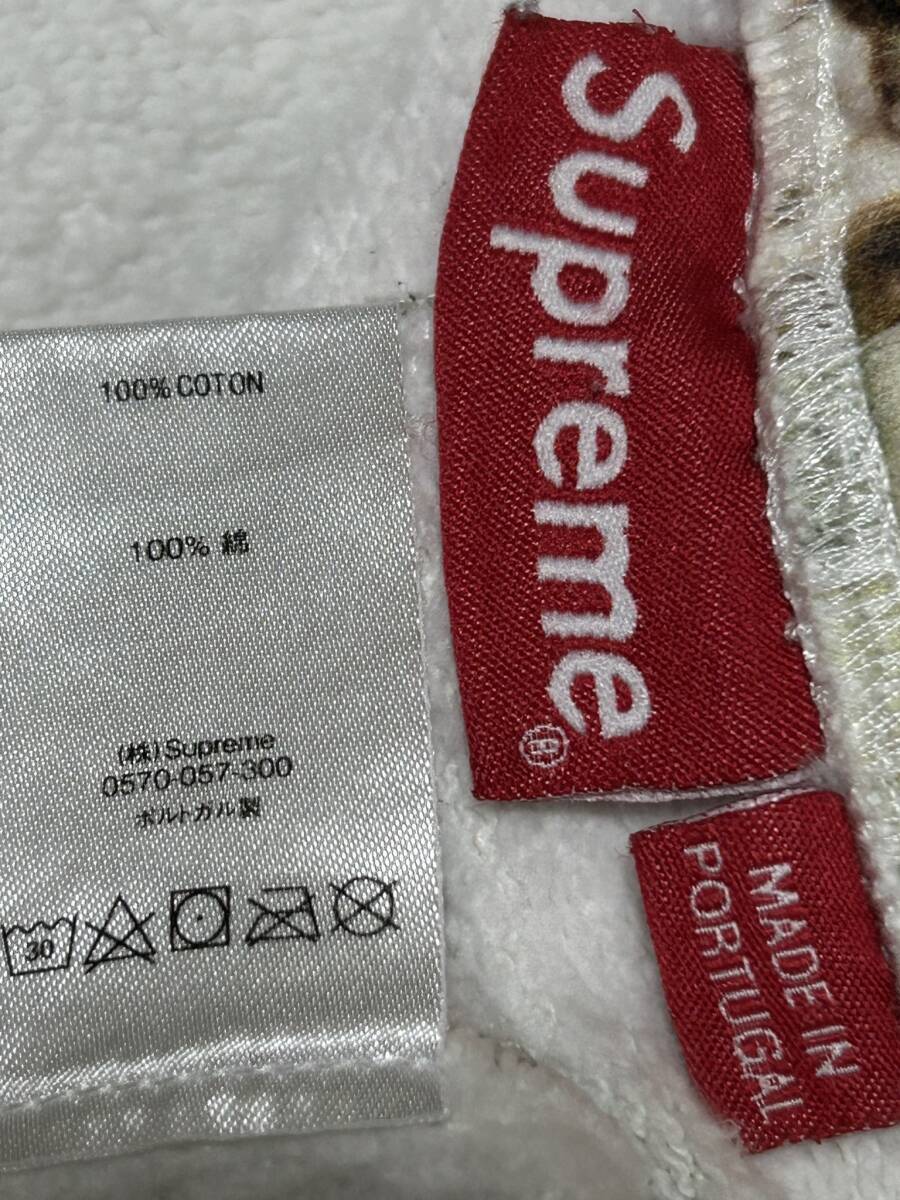 100% COTON
100% 綿
(株)Supreme
0570-057-300
ポルトガル製
30
Supreme®
MADE IN
PORTUGAL